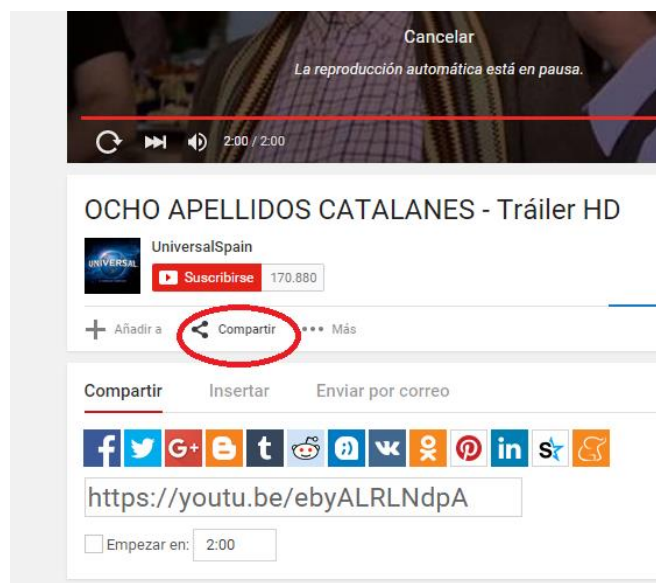 Cancelar
La reproducción automática está en pausa.
2:00 / 2:00
OCHO APELLIDOS CATALANES - Tráiler HD
UNIVERSAL
UniversalSpain
Suscribirse 170.880
Añadir a Compartir Más
Compartir Insertar Enviar por correo
https://youtu.be/ebyALRLNdpA
Empezar en: 2:00